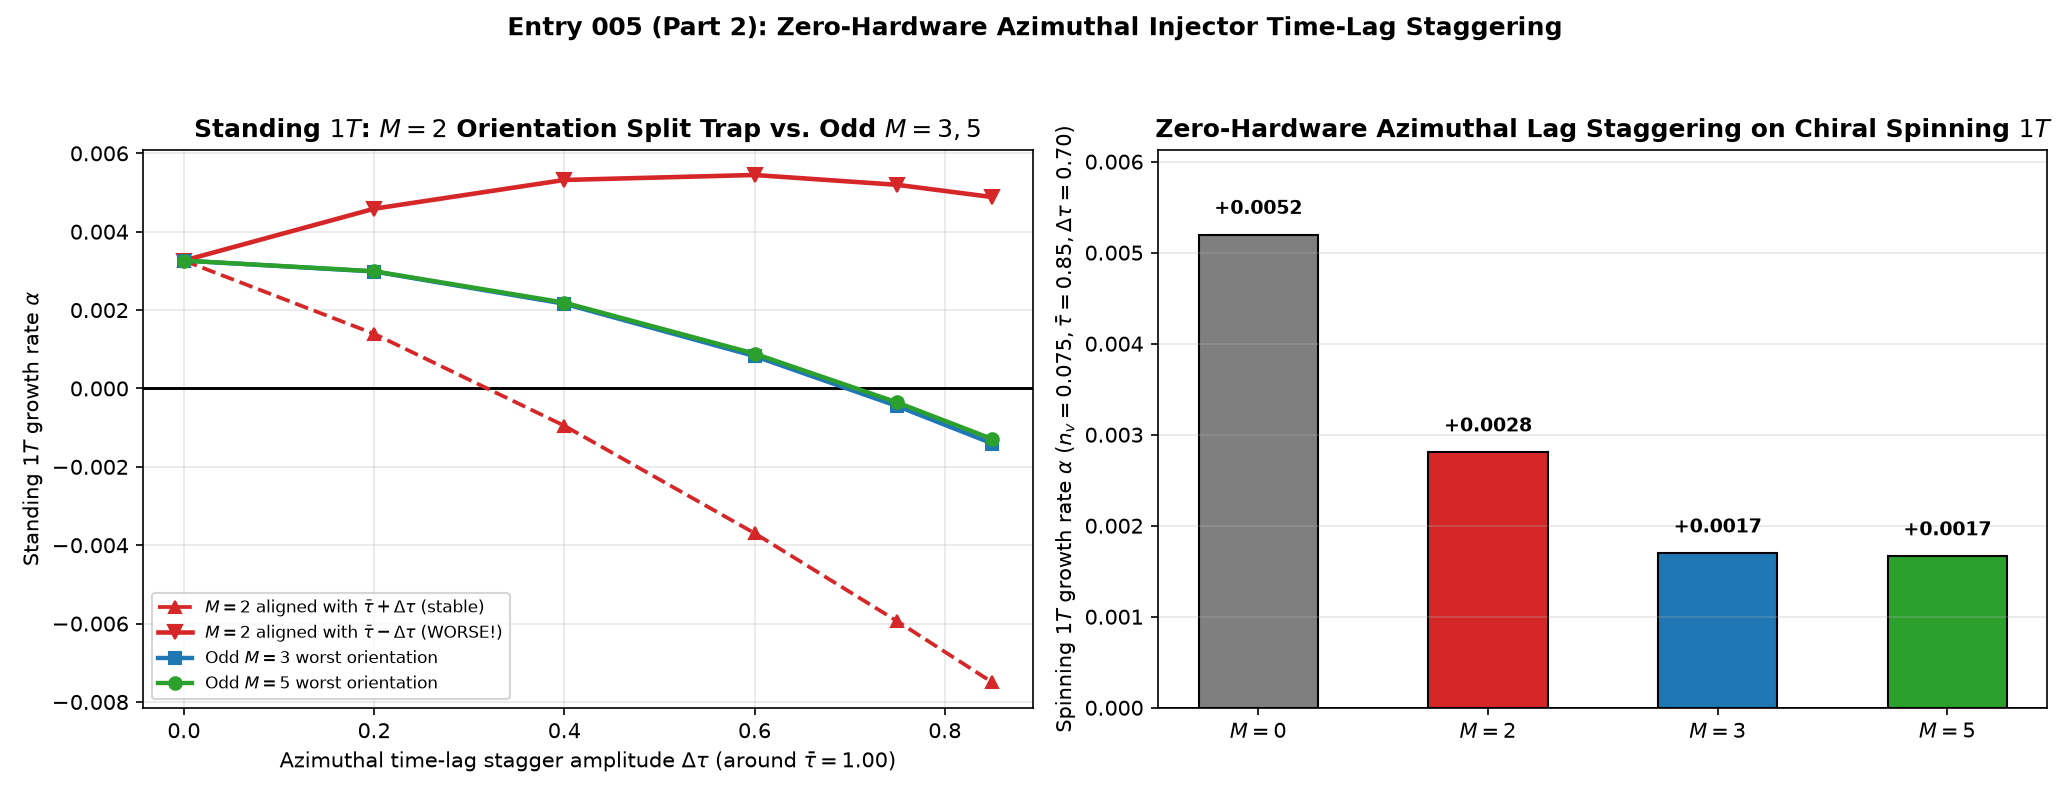 Entry 005 (Part 2): Zero-Hardware Azimuthal Injector Time-Lag Staggering
Standing 1T: M = 2 Orientation Split Trap vs. Odd M = 3, 5
Standing 1T growth rate α
0.006
0.004
0.002
0.000
−0.002
−0.004
−0.006
−0.008
M = 2 aligned with τ̄ + Δτ (stable)
M = 2 aligned with τ̄ − Δτ (WORSE!)
Odd M = 3 worst orientation
Odd M = 5 worst orientation
0.0 0.2 0.4 0.6 0.8
Azimuthal time-lag stagger amplitude Δτ (around τ̄ = 1.00)
Zero-Hardware Azimuthal Lag Staggering on Chiral Spinning 1T
Spinning 1T growth rate α (nᵥ = 0.075, τ̄ = 0.85, Δτ = 0.70)
0.006
0.005
0.004
0.003
0.002
0.001
0.000
+0.0052
+0.0028
+0.0017
+0.0017
M = 0 M = 2 M = 3 M = 5